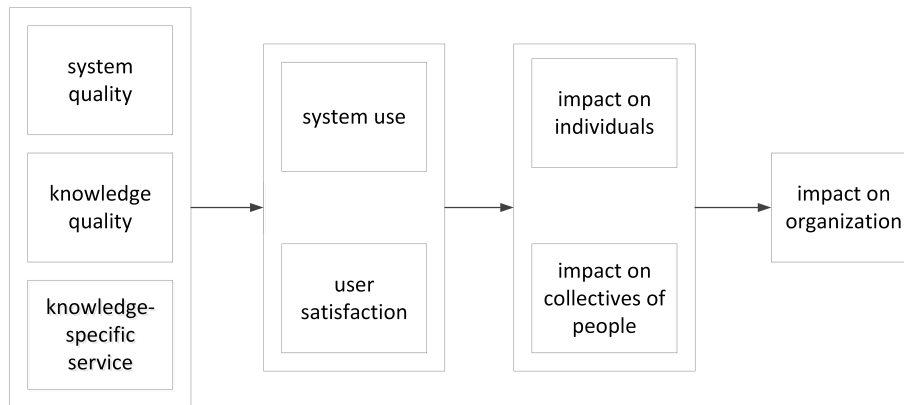 system
quality
knowledge
quality
knowledge-
specific
service
system use
user
satisfaction
impact on
individuals
impact on
collectives of
people
impact on
organization